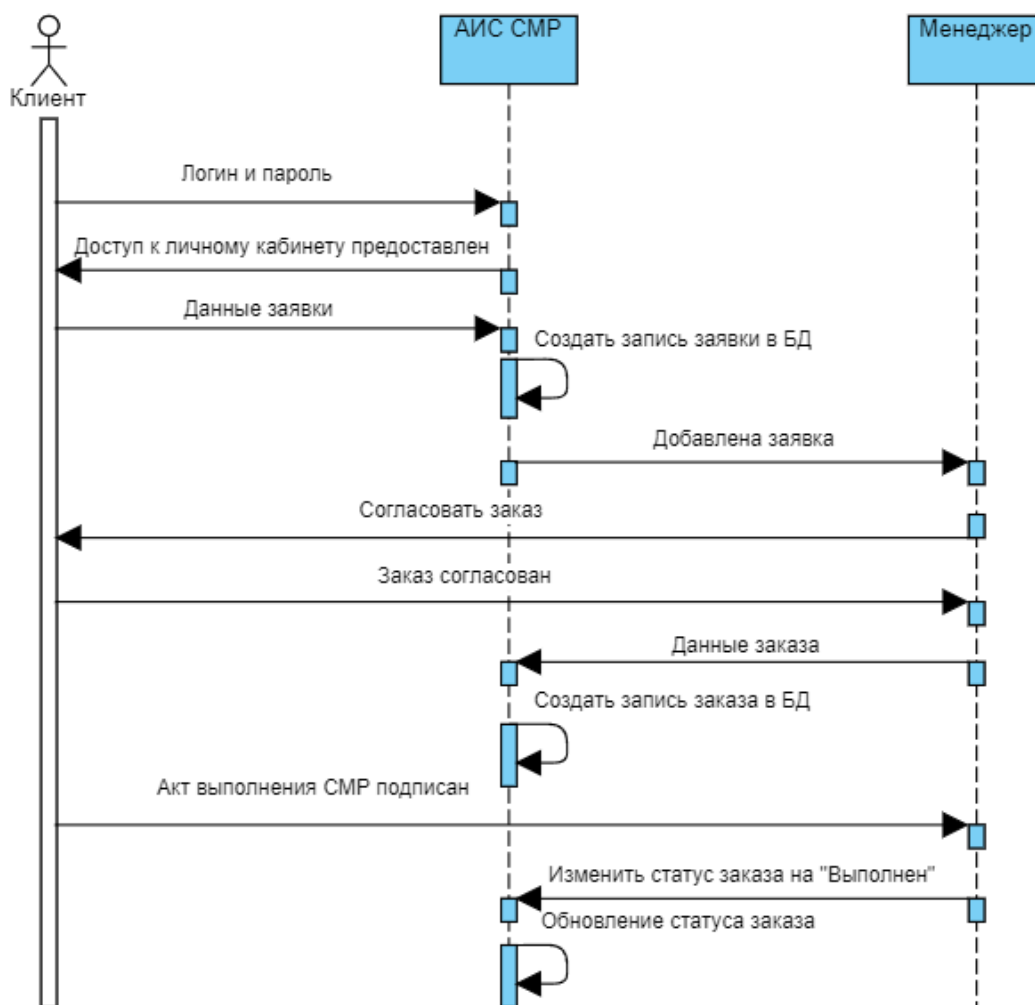 АИС СМР
Менеджер
Клиент
Логин и пароль
Доступ к личному кабинету предоставлен
Данные заявки
Создать запись заявки в БД
Добавлена заявка
Согласовать заказ
Заказ согласован
Данные заказа
Создать запись заказа в БД
Акт выполнения СМР подписан
Изменить статус заказа на "Выполнен"
Обновление статуса заказа